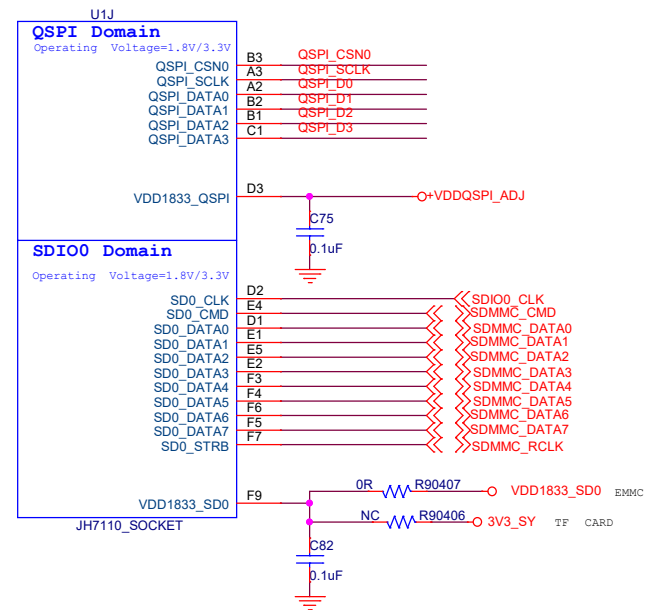 U1J
QSPI Domain
Operating Voltage=1.8V/3.3V
QSPI_CSN0 B3 QSPI_CSN0
QSPI_SCLK A3 QSPI_SCLK
QSPI_DATA0 A2 QSPI_D0
QSPI_DATA1 B2 QSPI_D1
QSPI_DATA2 B1 QSPI_D2
QSPI_DATA3 C1 QSPI_D3
VDD1833_QSPI D3 +VDDQSPI_ADJ
C75
0.1uF
SDIO0 Domain
Operating Voltage=1.8V/3.3V
SD0_CLK D2 SDIO0_CLK
SD0_CMD E4 SDMMC_CMD
SD0_DATA0 D1 SDMMC_DATA0
SD0_DATA1 E1 SDMMC_DATA1
SD0_DATA2 E5 SDMMC_DATA2
SD0_DATA3 E2 SDMMC_DATA3
SD0_DATA4 F3 SDMMC_DATA4
SD0_DATA5 F4 SDMMC_DATA5
SD0_DATA6 F6 SDMMC_DATA6
SD0_DATA7 F5 SDMMC_DATA7
SD0_STRB F7 SDMMC_RCLK
0R R90407 VDD1833_SD0 EMMC
VDD1833_SD0 F9
NC R90406 3V3_SY TF CARD
JH7110_SOCKET
C82
0.1uF